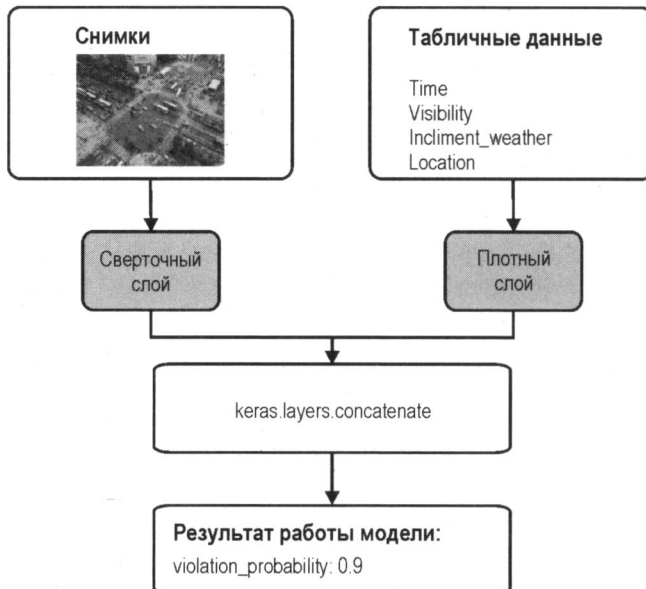 Снимки
Табличные данные
Time
Visibility
Incliment_weather
Location
Сверточный
слой
Плотный
слой
keras.layers.concatenate
Результат работы модели:
violation_probability: 0.9